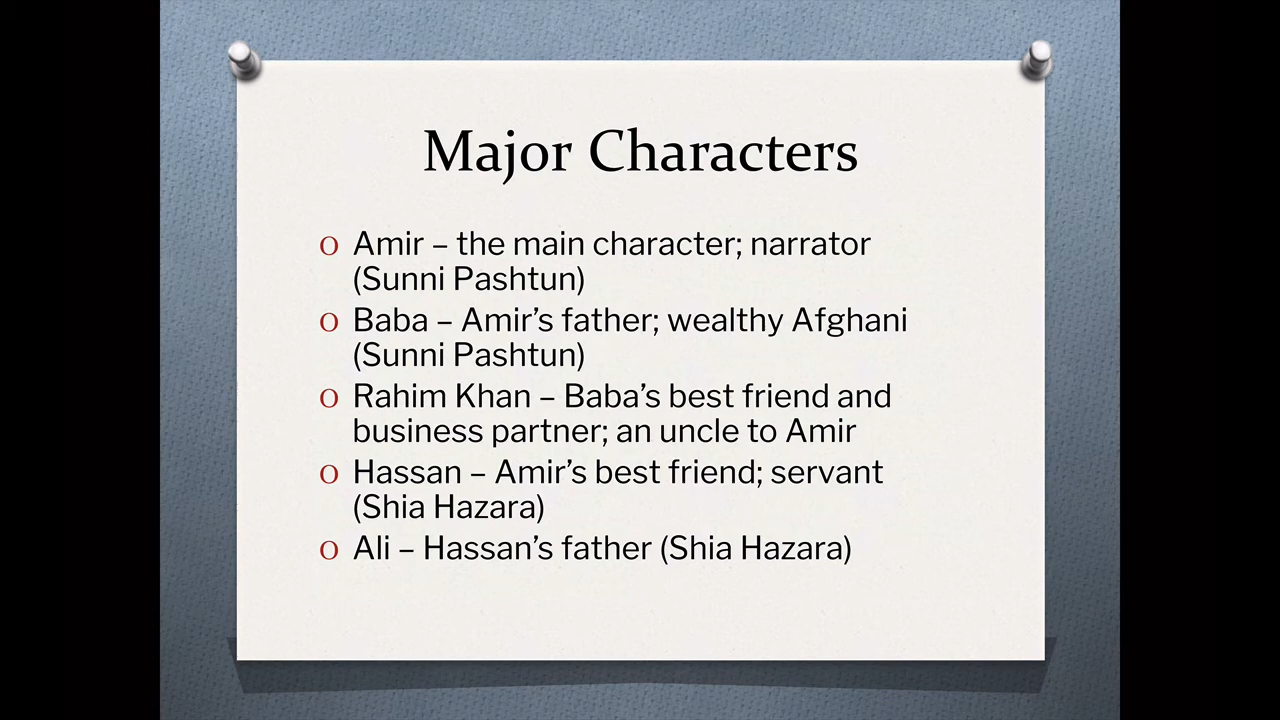 Major Characters
O Amir – the main character; narrator
(Sunni Pashtun)
O Baba – Amir’s father; wealthy Afghani
(Sunni Pashtun)
O Rahim Khan – Baba’s best friend and
business partner; an uncle to Amir
O Hassan – Amir’s best friend; servant
(Shia Hazara)
O Ali – Hassan’s father (Shia Hazara)